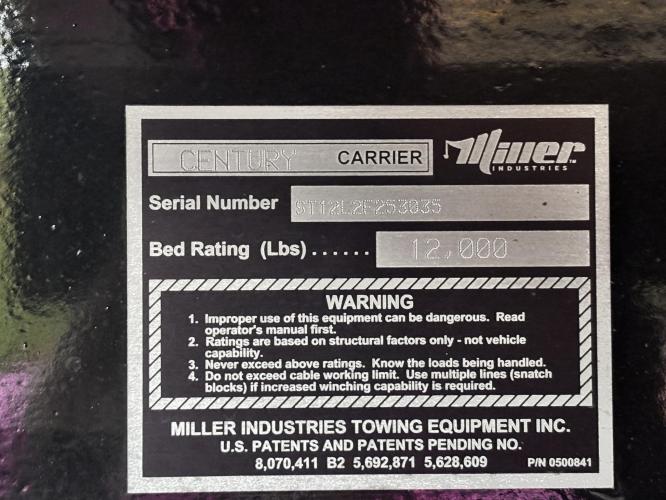 CENTURY CARRIER Miller™
INDUSTRIES
Serial Number ST12L2F253035
Bed Rating (Lbs) ...... 12,000
WARNING
1. Improper use of this equipment can be dangerous. Read
operator's manual first.
2. Ratings are based on structural factors only - not vehicle
capability.
3. Never exceed above ratings. Know the loads being handled.
4. Do not exceed cable working limit. Use multiple lines (snatch
blocks) if increased winching capability is required.
MILLER INDUSTRIES TOWING EQUIPMENT INC.
U.S. PATENTS AND PATENTS PENDING NO.
8,070,411 B2 5,692,871 5,628,609 P/N 0500841